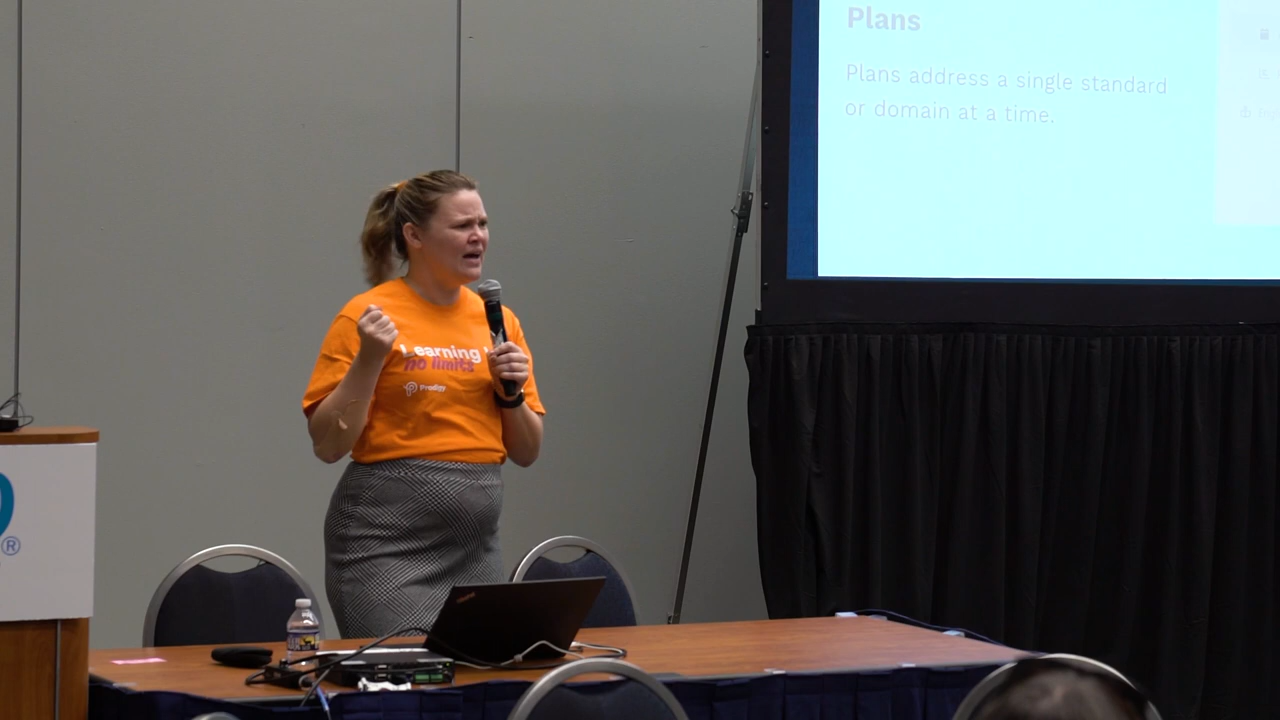 Plans
Plans address a single standard
or domain at a time.
Learning
no limits
Prodigy
®